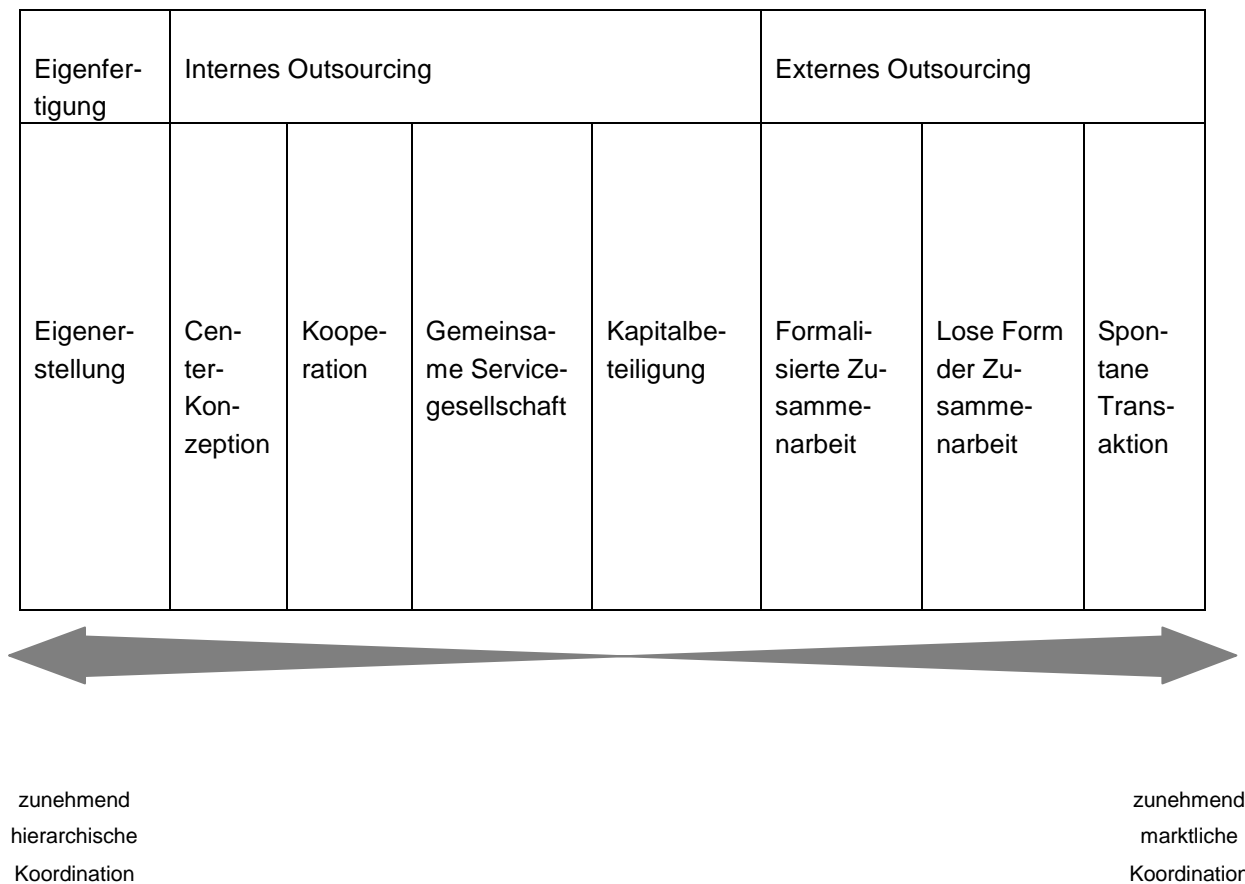 Eigenfer-
tigung
Internes Outsourcing
Externes Outsourcing
Eigener-
stellung
Cen-
ter-
Kon-
zeption
Koope-
ration
Gemeinsa-
me Service-
gesellschaft
Kapitalbe-
teiligung
Formali-
sierte Zu-
samme-
narbeit
Lose Form
der Zu-
samme-
narbeit
Spon-
tane
Trans-
aktion
zunehmend
hierarchische
Koordination
zunehmend
marktliche
Koordination